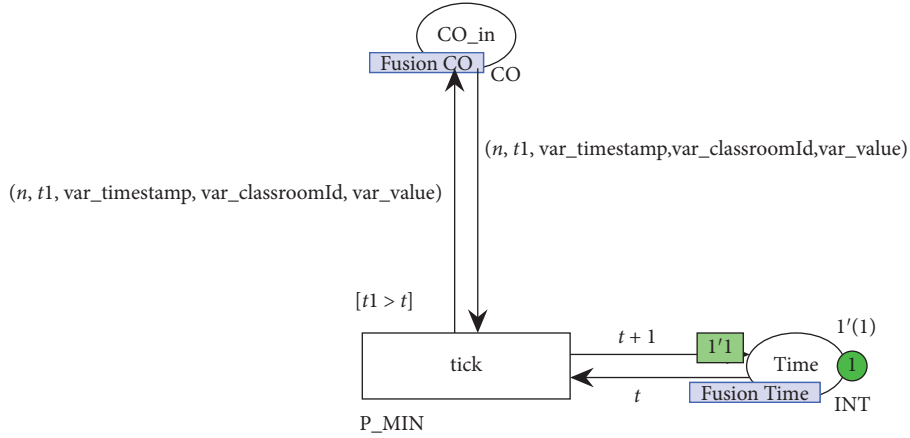 CO_in
Fusion CO
CO
(n, t1, var_timestamp,var_classroomId,var_value)
(n, t1, var_timestamp, var_classroomId, var_value)
[t1 > t]
1'(1)
t + 1
1'1
tick
Time
1
t
Fusion Time
INT
P_MIN